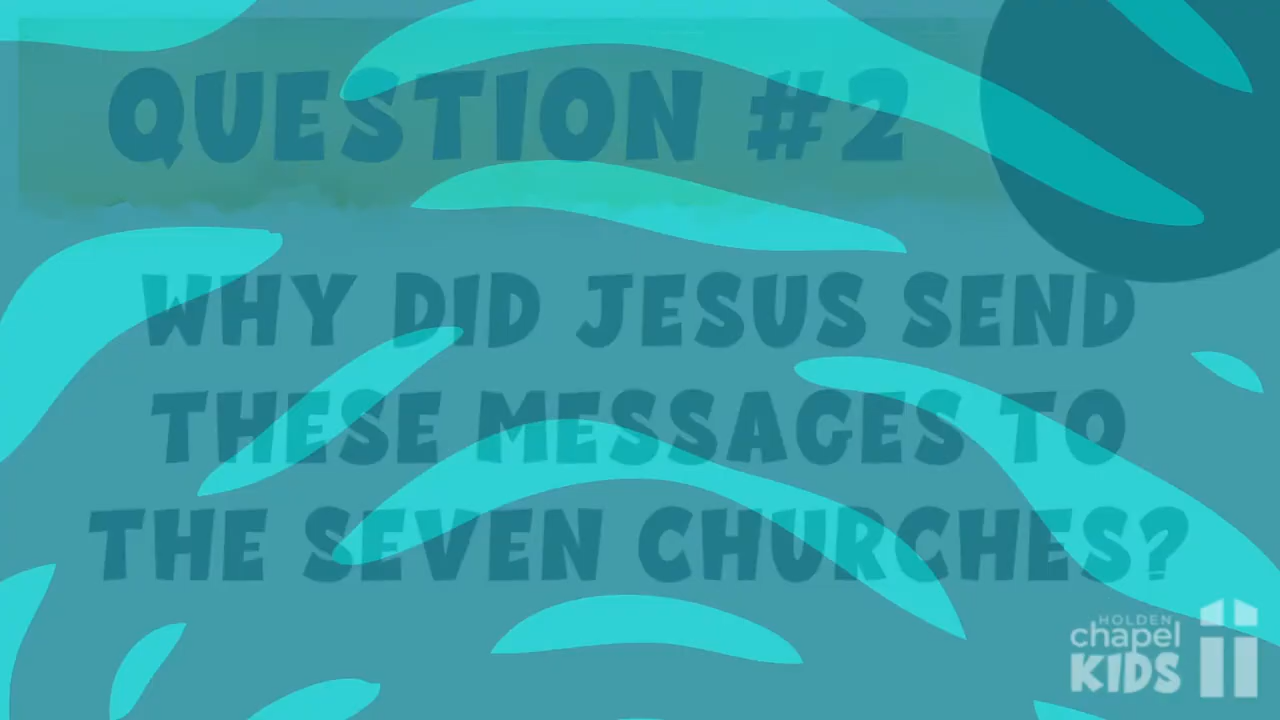 QUESTION #2
WHY DID JESUS SEND
THESE MESSAGES TO
THE SEVEN CHURCHES?
HOLDEN
chapel
KIDS